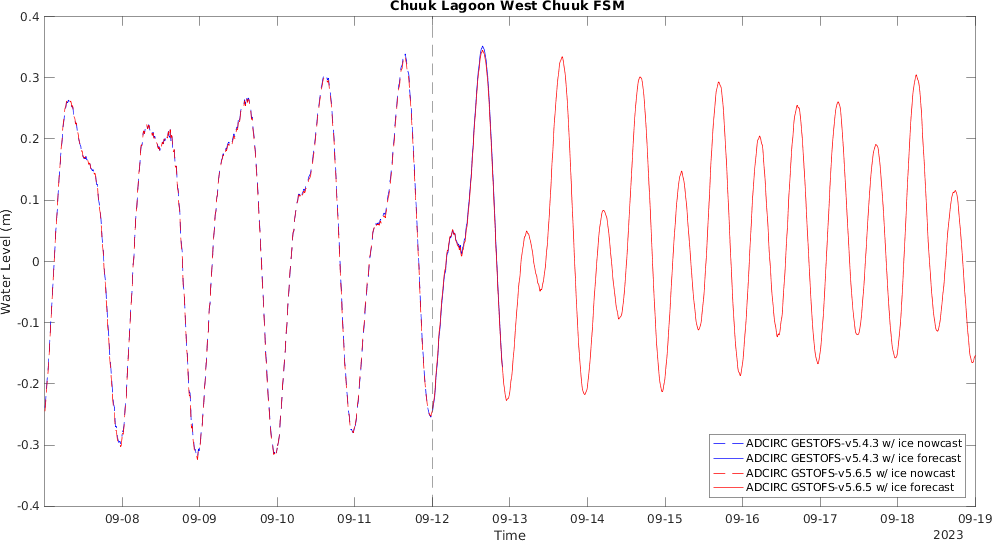 Chuuk Lagoon West Chuuk FSM
0.4
0.3
0.2
0.1
0
-0.1
-0.2
-0.3
-0.4
Water Level (m)
ADCIRC GESTOFS-v5.4.3 w/ ice nowcast
ADCIRC GESTOFS-v5.4.3 w/ ice forecast
ADCIRC GSTOFS-v5.6.5 w/ ice nowcast
ADCIRC GSTOFS-v5.6.5 w/ ice forecast
09-08 09-09 09-10 09-11 09-12 09-13 09-14 09-15 09-16 09-17 09-18 09-19
Time
2023